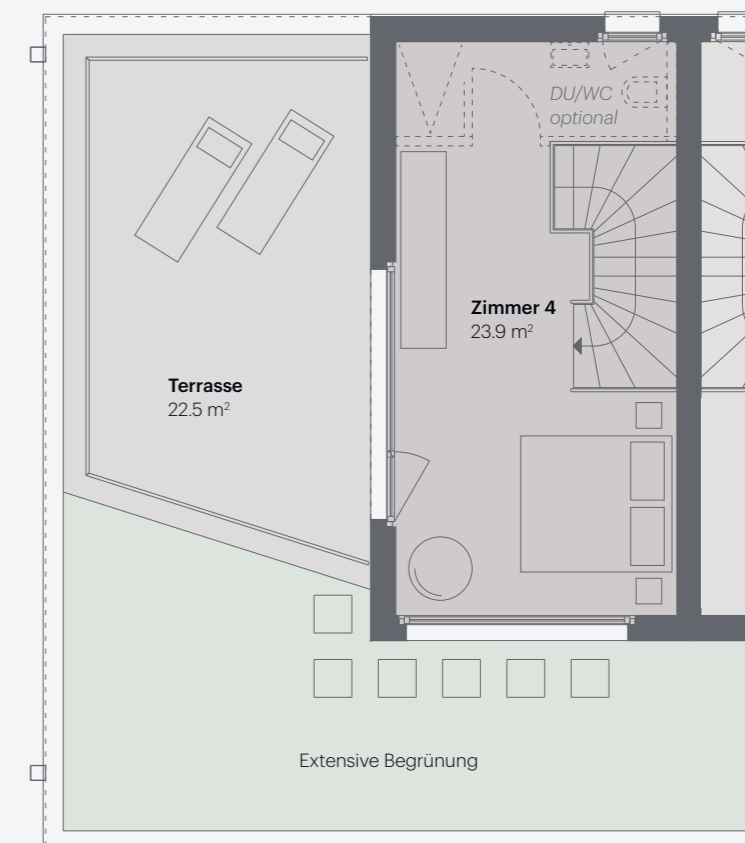 DU/WC
optional
Zimmer 4
23.9 m²
Terrasse
22.5 m²
Extensive Begrünung